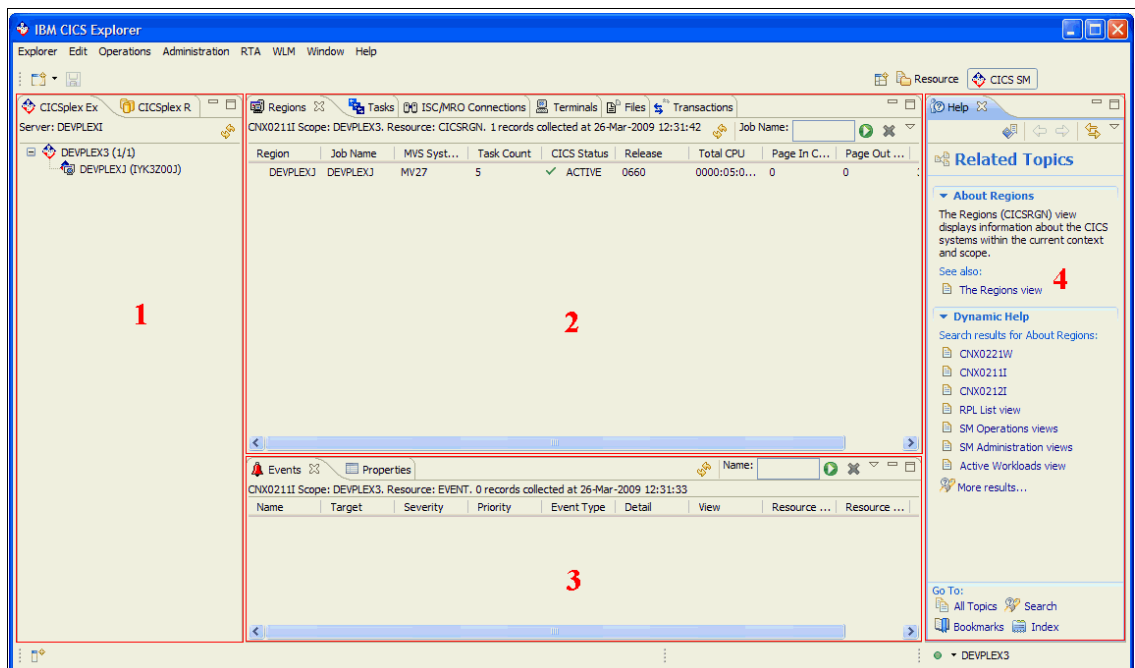 IBM CICS Explorer
Explorer Edit Operations Administration RTA WLM Window Help
Resource CICS SM
CICSplex Ex CICSplex R
Server: DEVPLEXI
DEVPLEX3 (1/1)
DEVPLEXJ (IYK3Z00J)
1
Regions Tasks ISC/MRO Connections Terminals Files Transactions
CNX0211I Scope: DEVPLEX3. Resource: CICSRGN. 1 records collected at 26-Mar-2009 12:31:42 Job Name:
Region Job Name MVS Syst... Task Count CICS Status Release Total CPU Page In C... Page Out ...
DEVPLEXJ DEVPLEXJ MV27 5 ACTIVE 0660 0000:05:0... 0 0
2
Events Properties Name:
CNX0211I Scope: DEVPLEX3. Resource: EVENT. 0 records collected at 26-Mar-2009 12:31:33
Name Target Severity Priority Event Type Detail View Resource ... Resource ...
3
Help
Related Topics
About Regions
The Regions (CICSRGN) view
displays information about the CICS
systems within the current context
and scope.
See also:
The Regions view
4
Dynamic Help
Search results for About Regions:
CNX0221W
CNX0211I
CNX0212I
RPL List view
SM Operations views
SM Administration views
Active Workloads view
More results...
Go To:
All Topics Search
Bookmarks Index
DEVPLEX3